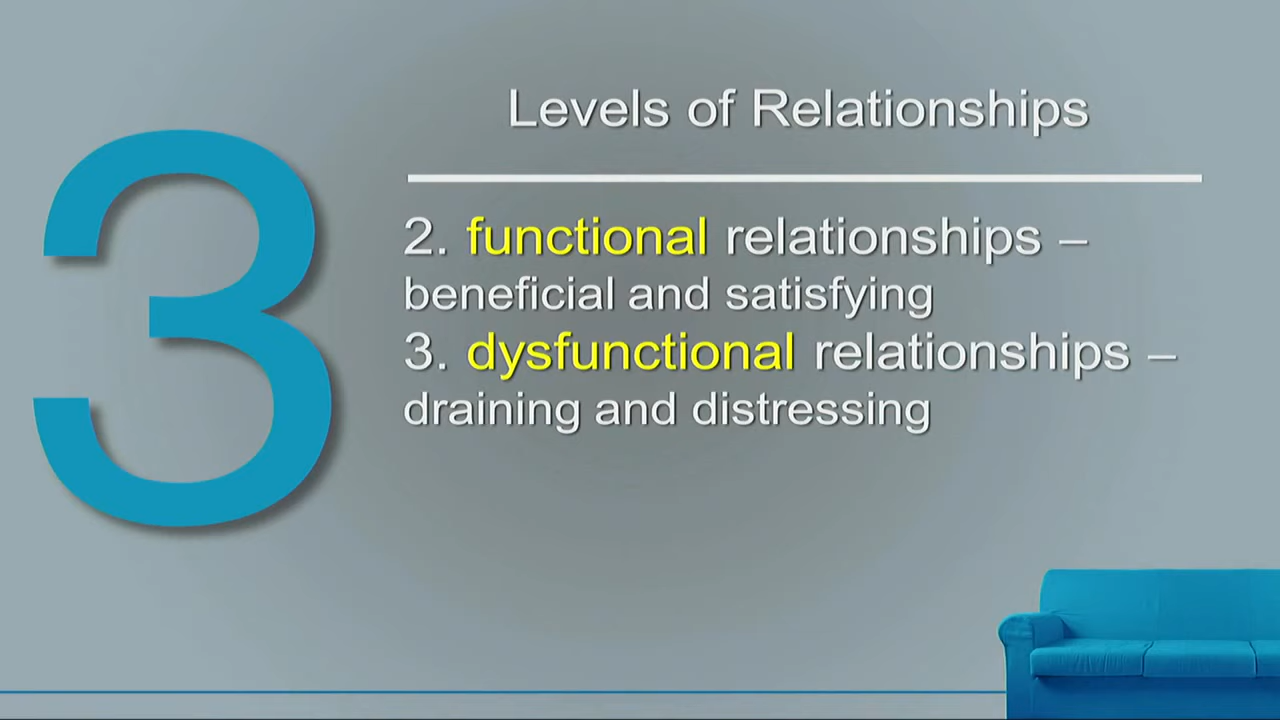 3
Levels of Relationships
2. functional relationships –
beneficial and satisfying
3. dysfunctional relationships –
draining and distressing